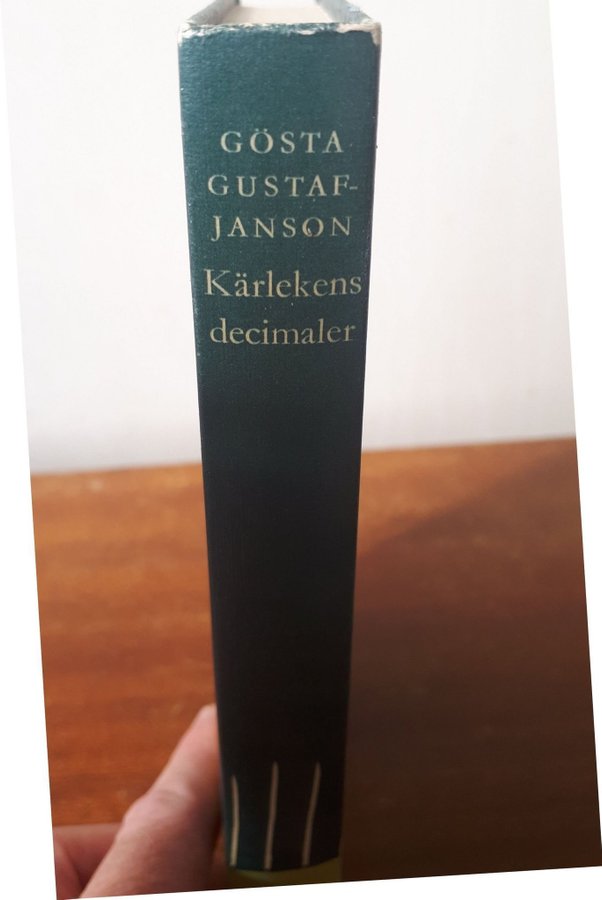 GÖSTA
GUSTAF-
JANSON
Kärlekens
decimaler